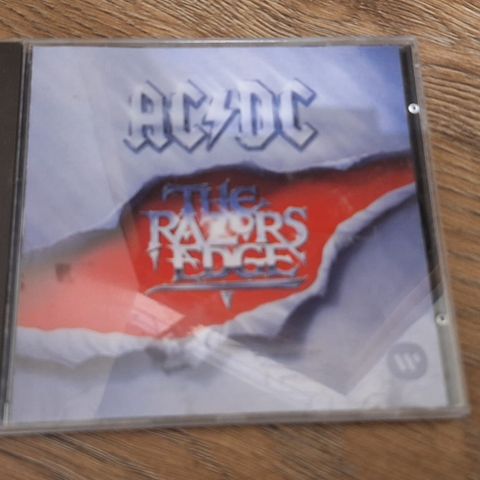 AC/DC
THE
RAZORS
EDGE